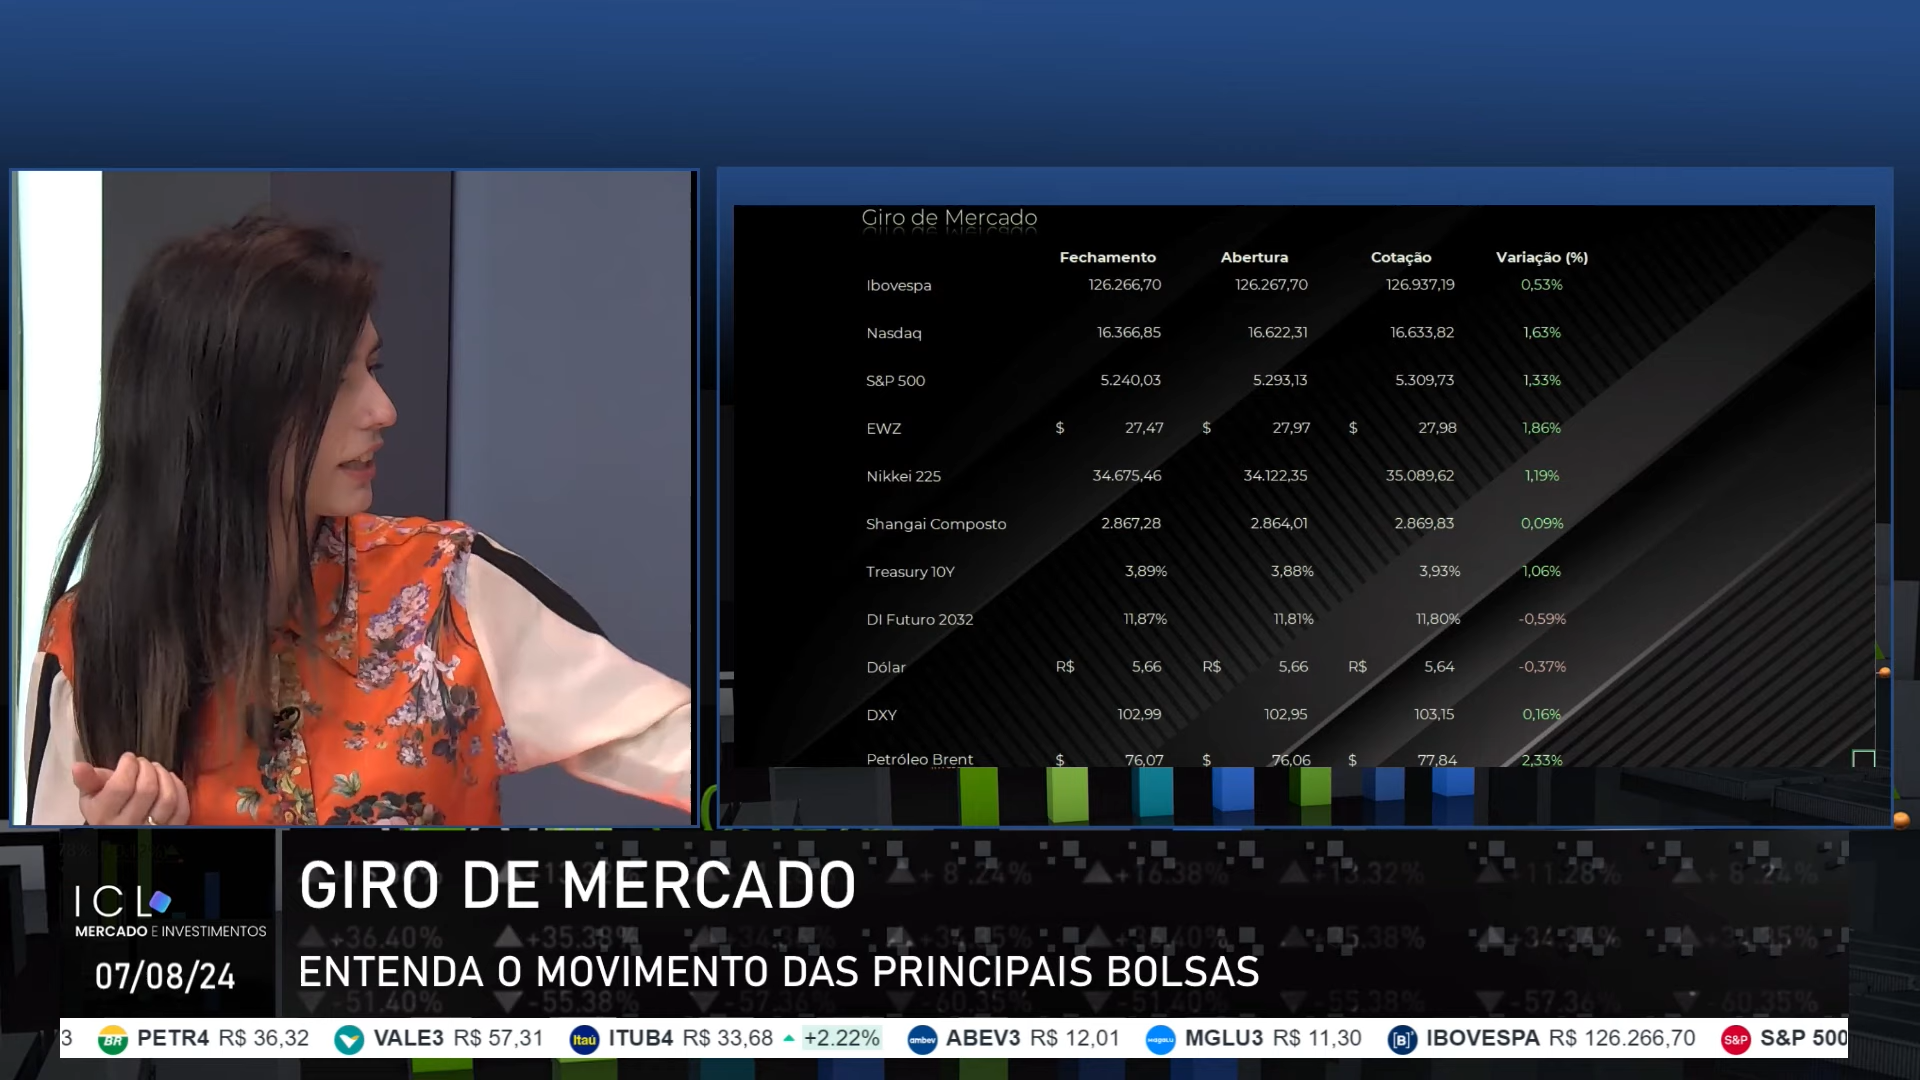 Giro de Mercado
Fechamento Abertura Cotação Variação (%)
Ibovespa 126.266,70 126.267,70 126.937,19 0,53%
Nasdaq 16.366,85 16.622,31 16.633,82 1,63%
S&P 500 5.240,03 5.293,13 5.309,73 1,33%
EWZ $ 27,47 $ 27,97 $ 27,98 1,86%
Nikkei 225 34.675,46 34.122,35 35.089,62 1,19%
Shangai Composto 2.867,28 2.864,01 2.869,83 0,09%
Treasury 10Y 3,89% 3,88% 3,93% 1,06%
DI Futuro 2032 11,87% 11,81% 11,80% -0,59%
Dólar R$ 5,66 R$ 5,66 R$ 5,64 -0,37%
DXY 102,99 102,95 103,15 0,16%
Petróleo Brent $ 76,07 $ 76,06 $ 77,84 2,33%
GIRO DE MERCADO
ENTENDA O MOVIMENTO DAS PRINCIPAIS BOLSAS
ICL
MERCADO E INVESTIMENTOS
07/08/24
3 BR PETR4 R$ 36,32 VALE3 R$ 57,31 Itaú ITUB4 R$ 33,68 +2.22% ambev ABEV3 R$ 12,01 MGLU3 R$ 11,30 [B] IBOVESPA R$ 126.266,70 S&P S&P 500